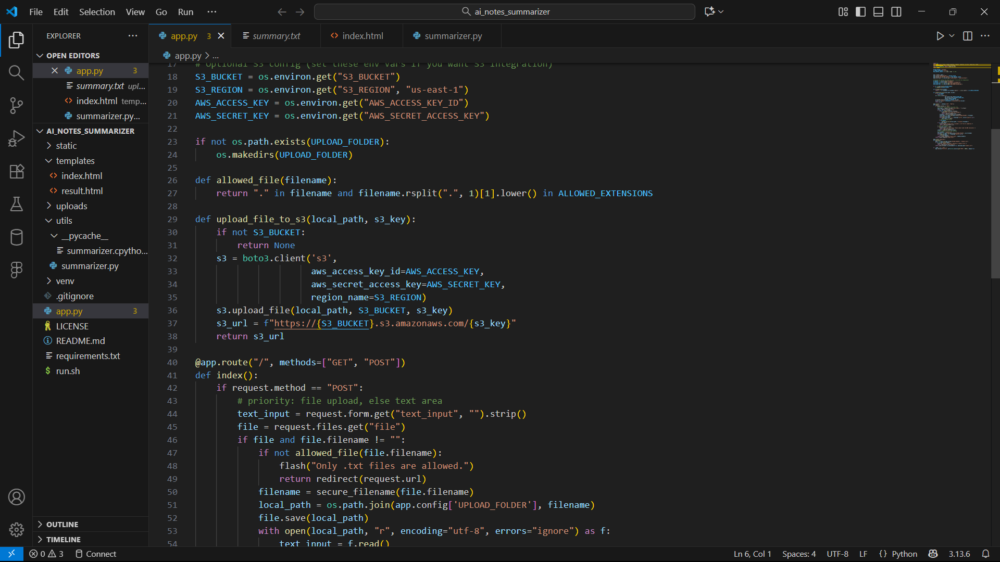 File Edit Selection View Go Run ··· ai_notes_summarizer
EXPLORER ···
OPEN EDITORS
app.py 3
summary.txt upl...
index.html temp...
summarizer.py...
AI_NOTES_SUMMARIZER
static
templates
index.html
result.html
uploads
utils
__pycache__
summarizer.cpytho...
summarizer.py
venv
.gitignore
app.py 3
LICENSE
README.md
requirements.txt
run.sh
OUTLINE
TIMELINE
app.py 3 summary.txt index.html summarizer.py
app.py > ...
17 # Optional S3 config (set these env vars if you want S3 integration)
18 S3_BUCKET = os.environ.get("S3_BUCKET")
19 S3_REGION = os.environ.get("S3_REGION", "us-east-1")
20 AWS_ACCESS_KEY = os.environ.get("AWS_ACCESS_KEY_ID")
21 AWS_SECRET_KEY = os.environ.get("AWS_SECRET_ACCESS_KEY")
22
23 if not os.path.exists(UPLOAD_FOLDER):
24     os.makedirs(UPLOAD_FOLDER)
25
26 def allowed_file(filename):
27     return "." in filename and filename.rsplit(".", 1)[1].lower() in ALLOWED_EXTENSIONS
28
29 def upload_file_to_s3(local_path, s3_key):
30     if not S3_BUCKET:
31         return None
32     s3 = boto3.client('s3',
33                       aws_access_key_id=AWS_ACCESS_KEY,
34                       aws_secret_access_key=AWS_SECRET_KEY,
35                       region_name=S3_REGION)
36     s3.upload_file(local_path, S3_BUCKET, s3_key)
37     s3_url = f"https://{S3_BUCKET}.s3.amazonaws.com/{s3_key}"
38     return s3_url
39
40 @app.route("/", methods=["GET", "POST"])
41 def index():
42     if request.method == "POST":
43         # priority: file upload, else text area
44         text_input = request.form.get("text_input", "").strip()
45         file = request.files.get("file")
46         if file and file.filename != "":
47             if not allowed_file(file.filename):
48                 flash("Only .txt files are allowed.")
49                 return redirect(request.url)
50             filename = secure_filename(file.filename)
51             local_path = os.path.join(app.config['UPLOAD_FOLDER'], filename)
52             file.save(local_path)
53             with open(local_path, "r", encoding="utf-8", errors="ignore") as f:
54                 text_input = f.read()
0 3 Connect Ln 6, Col 1 Spaces: 4 UTF-8 LF {} Python 3.13.6